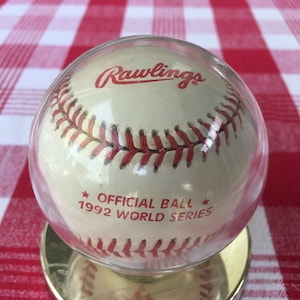 Rawlings
★ OFFICIAL BALL ★
1992 WORLD SERIES